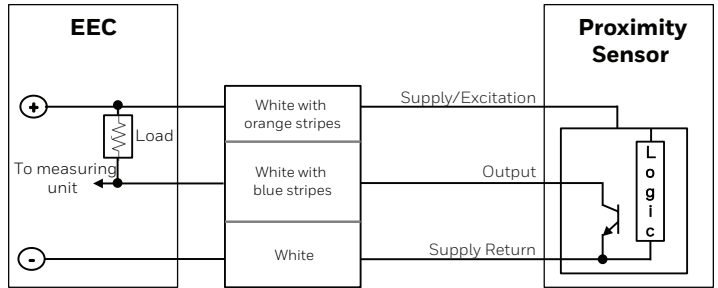 EEC
Proximity
Sensor
+
White with
orange stripes
Supply/Excitation
Load
To measuring
unit
White with
blue stripes
Output
L
o
g
i
c
-
White
Supply Return